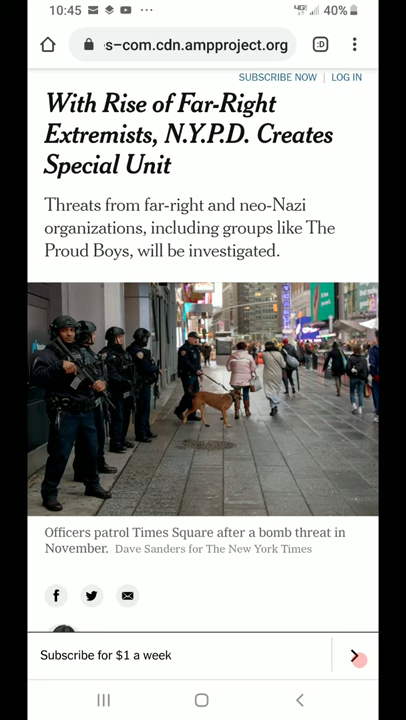 10:45
40%
s-com.cdn.ampproject.org
:D
SUBSCRIBE NOW | LOG IN
With Rise of Far-Right
Extremists, N.Y.P.D. Creates
Special Unit
Threats from far-right and neo-Nazi
organizations, including groups like The
Proud Boys, will be investigated.
Officers patrol Times Square after a bomb threat in
November. Dave Sanders for The New York Times
Subscribe for $1 a week